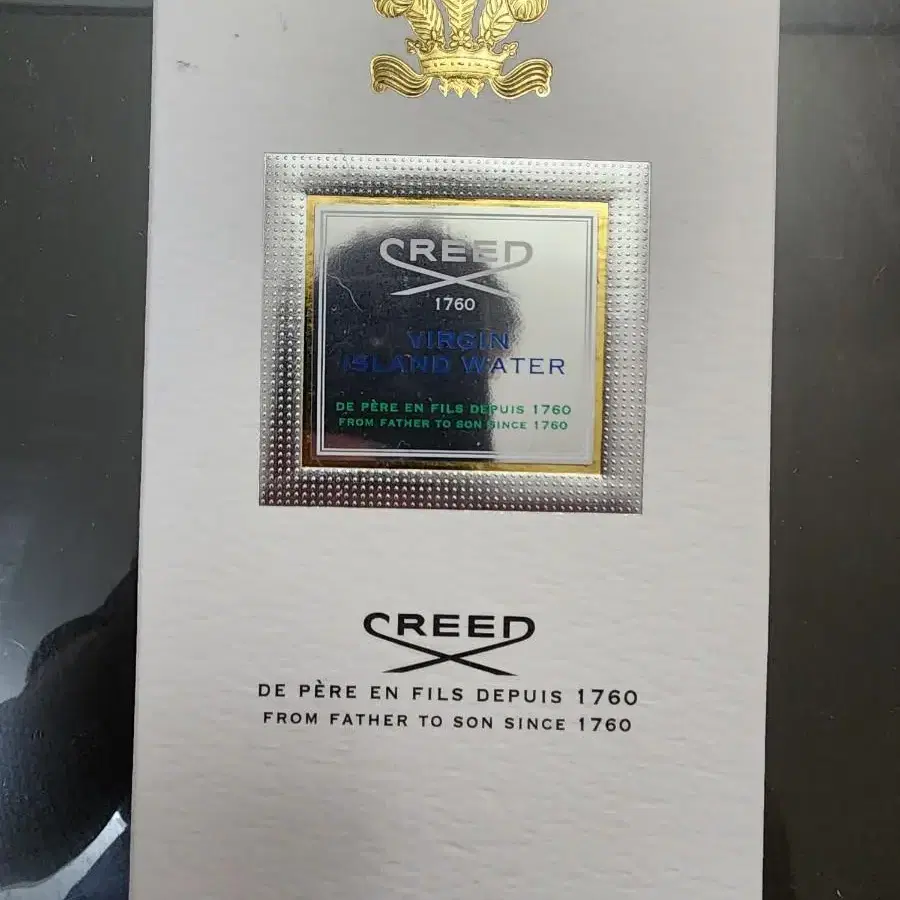 CREED
1760
VIRGIN
ISLAND WATER
DE PÈRE EN FILS DEPUIS 1760
FROM FATHER TO SON SINCE 1760
CREED
DE PÈRE EN FILS DEPUIS 1760
FROM FATHER TO SON SINCE 1760